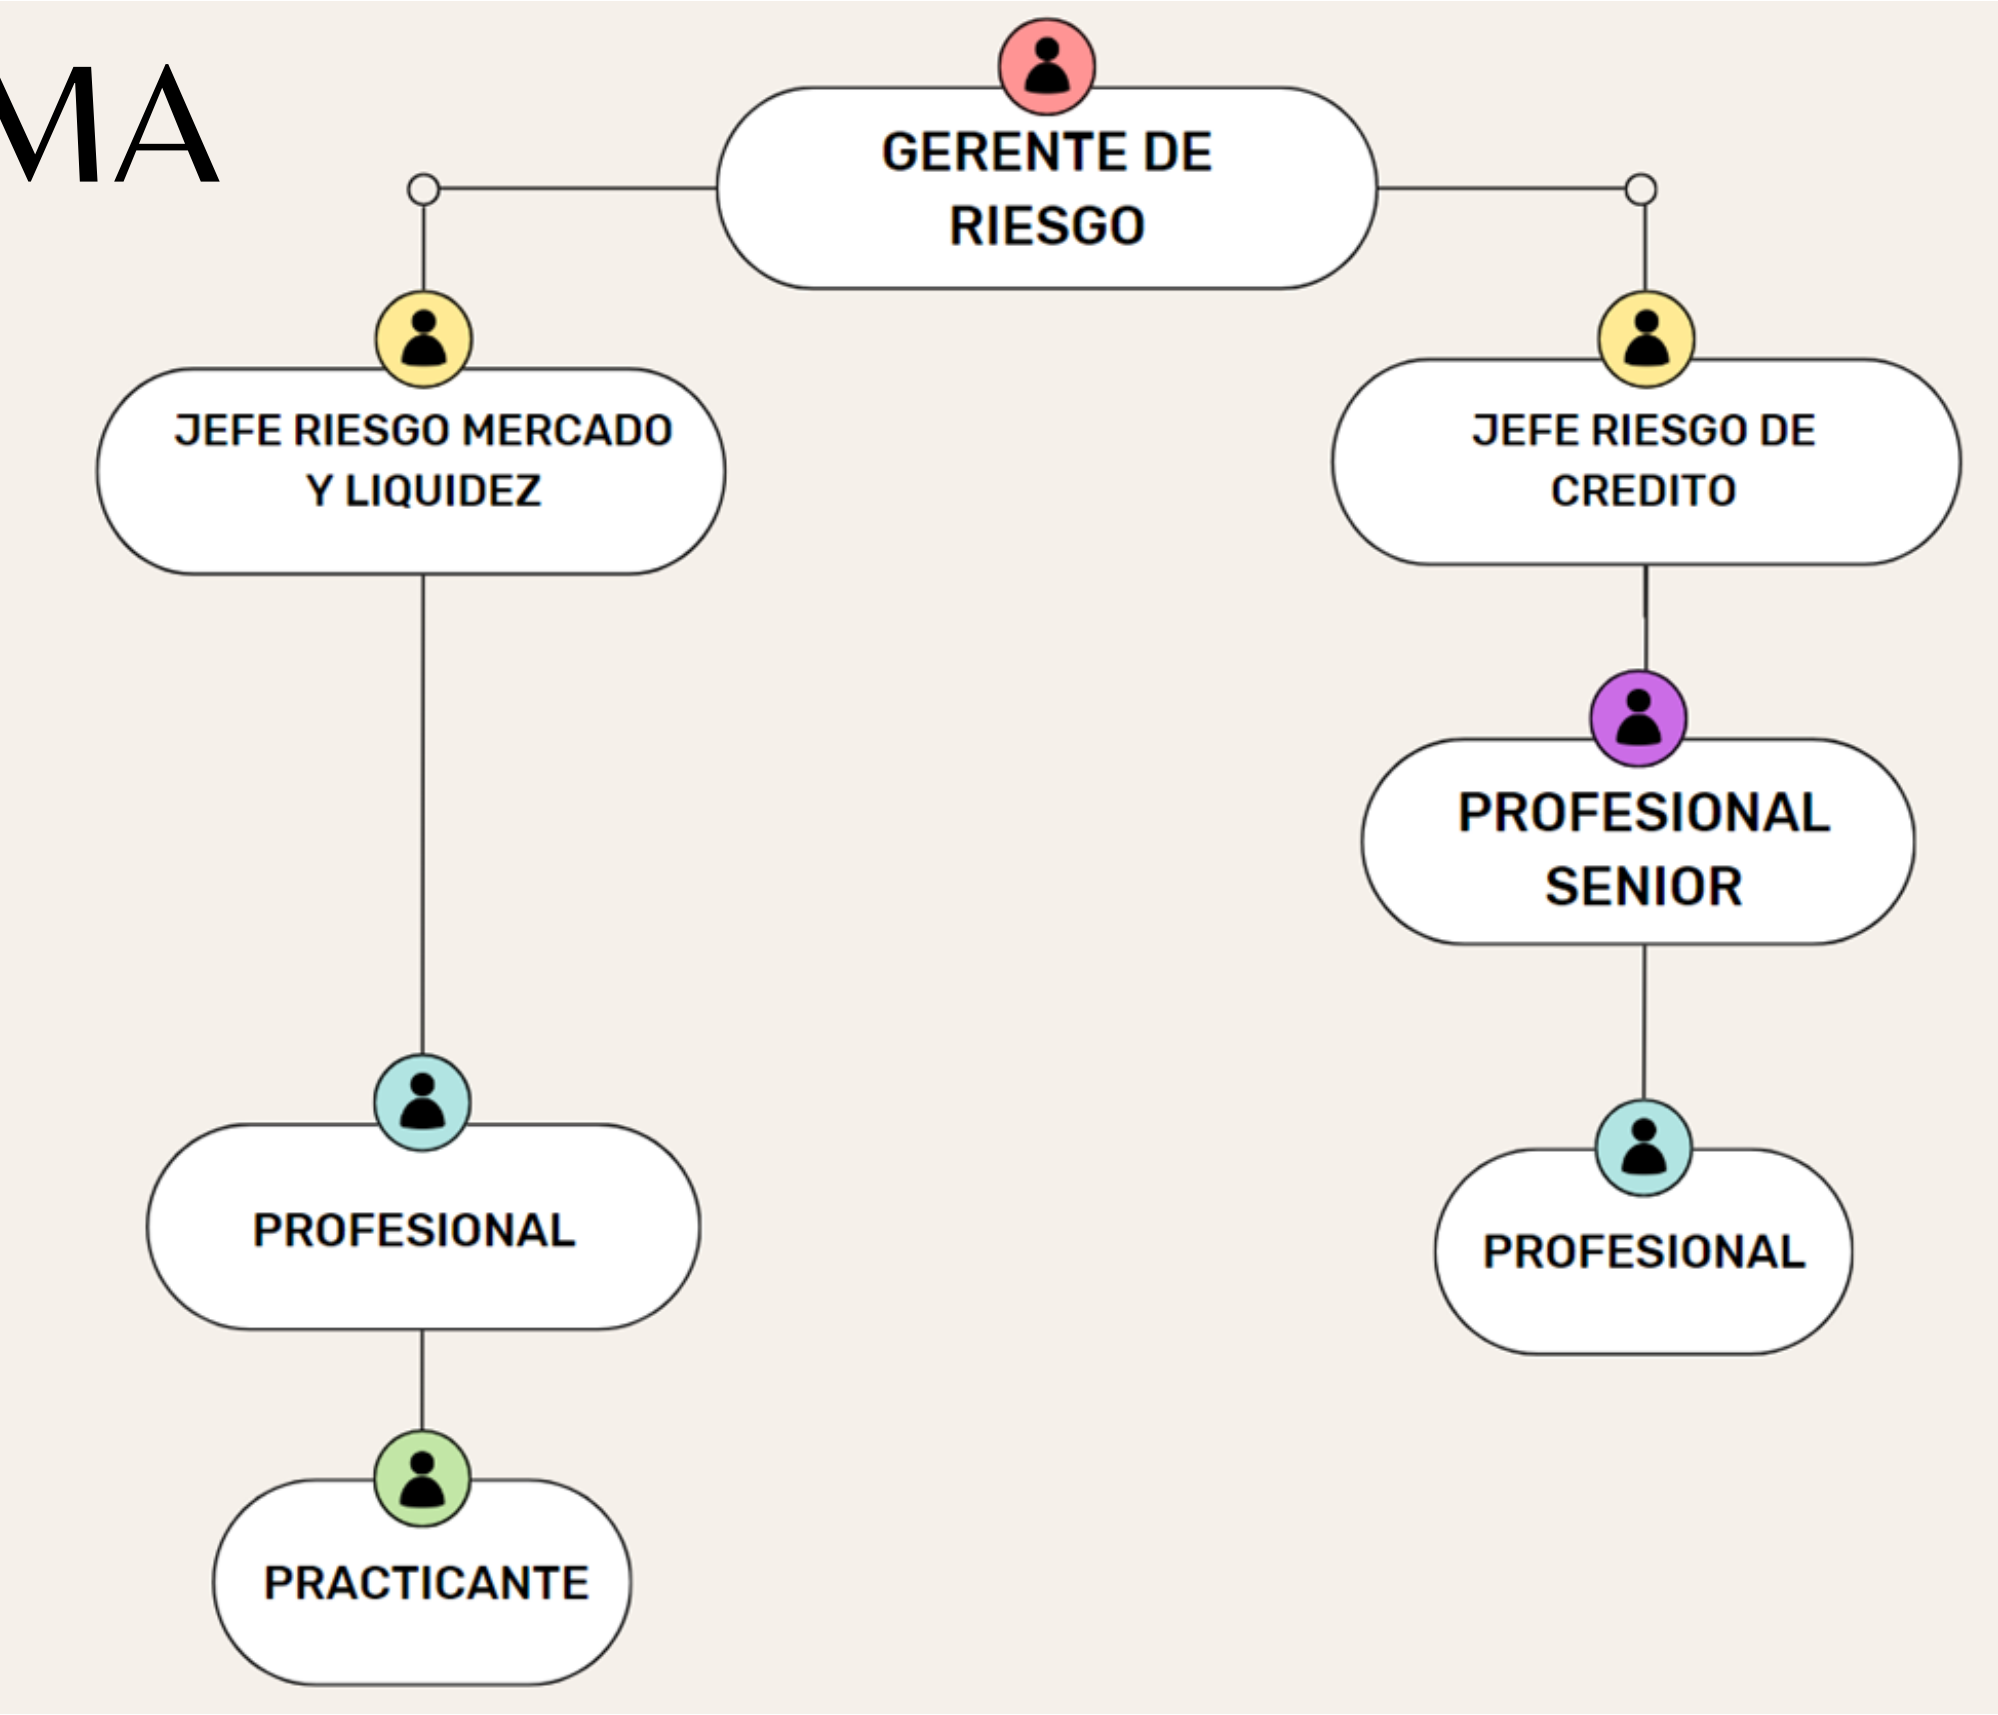 MA
GERENTE DE
RIESGO
JEFE RIESGO MERCADO
Y LIQUIDEZ
JEFE RIESGO DE
CREDITO
PROFESIONAL
SENIOR
PROFESIONAL
PROFESIONAL
PRACTICANTE